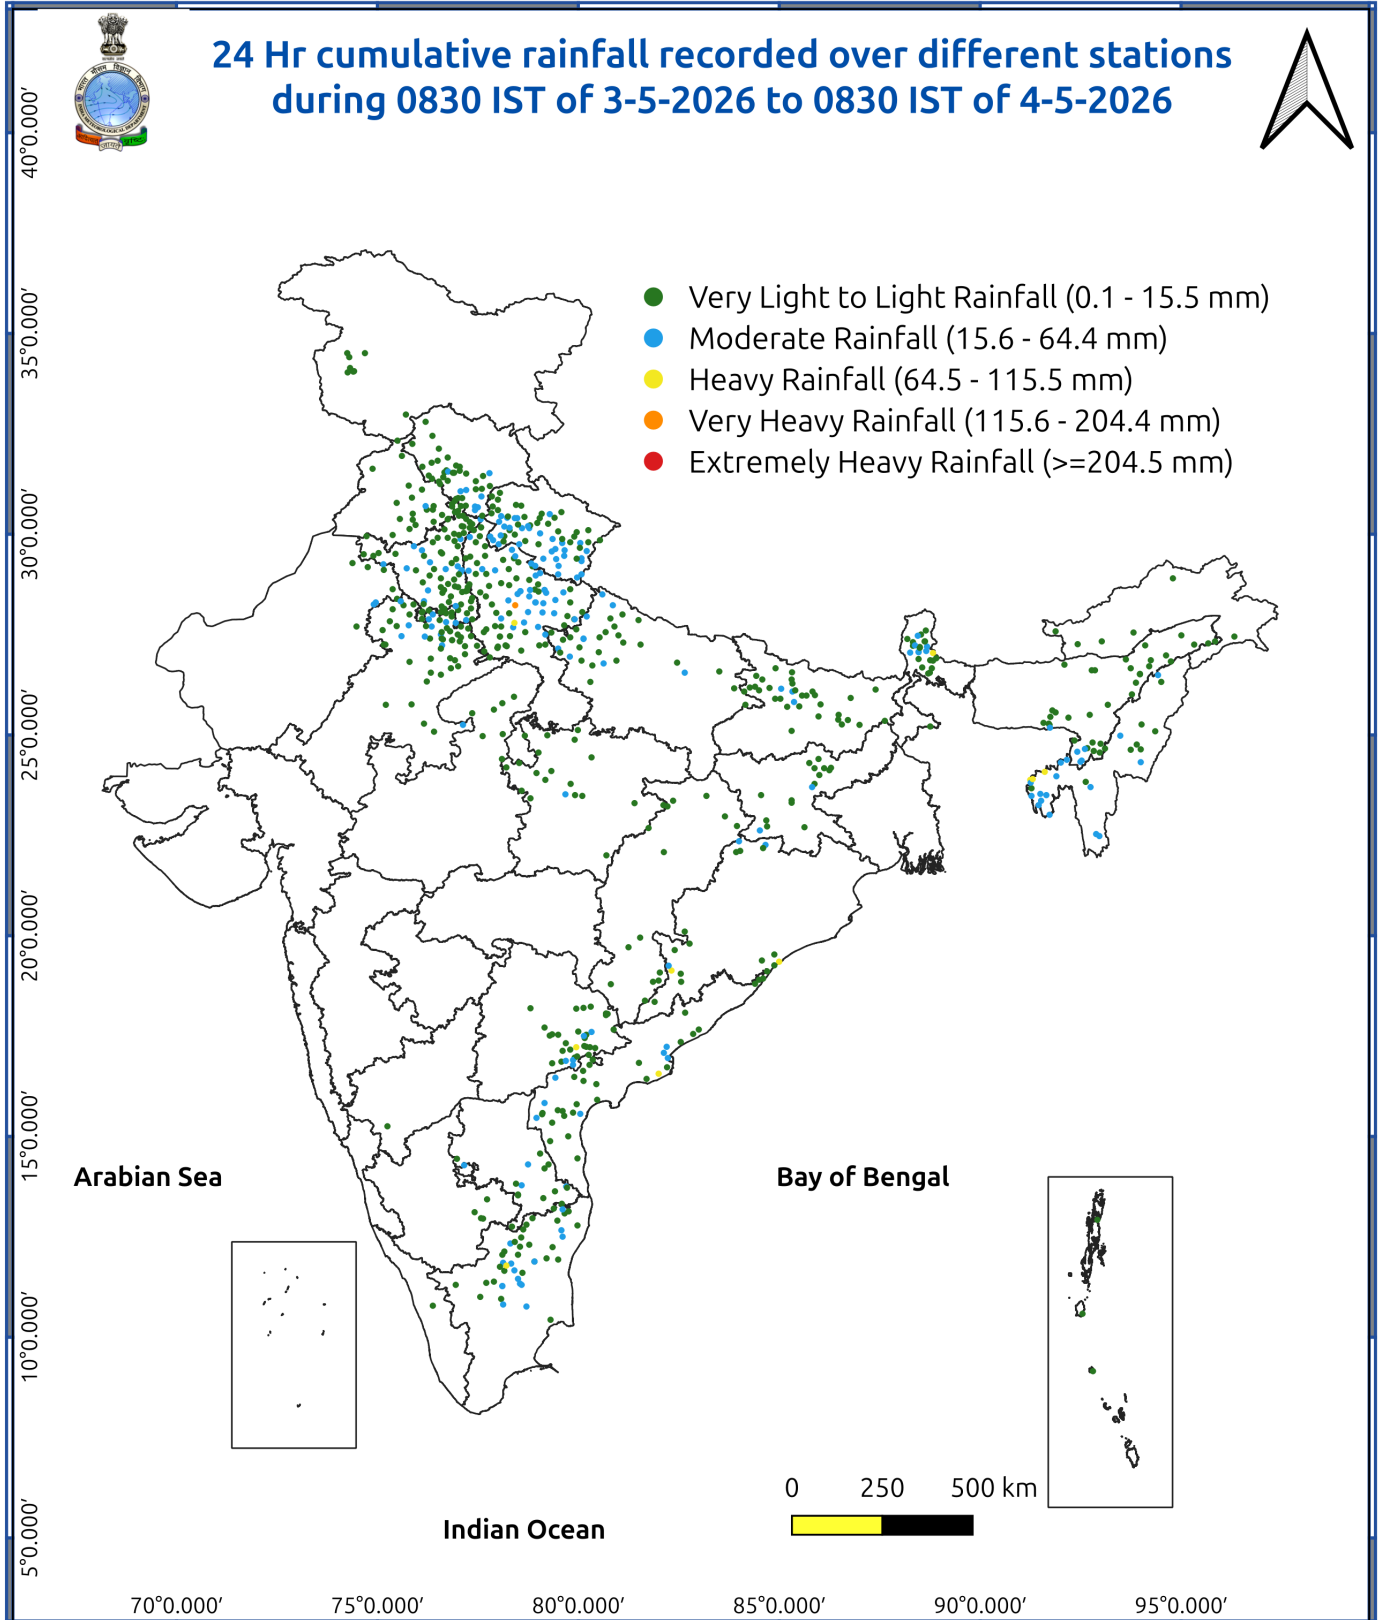 24 Hr cumulative rainfall recorded over different stations
during 0830 IST of 3-5-2026 to 0830 IST of 4-5-2026
Very Light to Light Rainfall (0.1 - 15.5 mm)
Moderate Rainfall (15.6 - 64.4 mm)
Heavy Rainfall (64.5 - 115.5 mm)
Very Heavy Rainfall (115.6 - 204.4 mm)
Extremely Heavy Rainfall (>=204.5 mm)
40°0.000′
35°0.000′
30°0.000′
25°0.000′
20°0.000′
15°0.000′
10°0.000′
5°0.000′
Arabian Sea
Bay of Bengal
Indian Ocean
0 250 500 km
70°0.000′ 75°0.000′ 80°0.000′ 85°0.000′ 90°0.000′ 95°0.000′